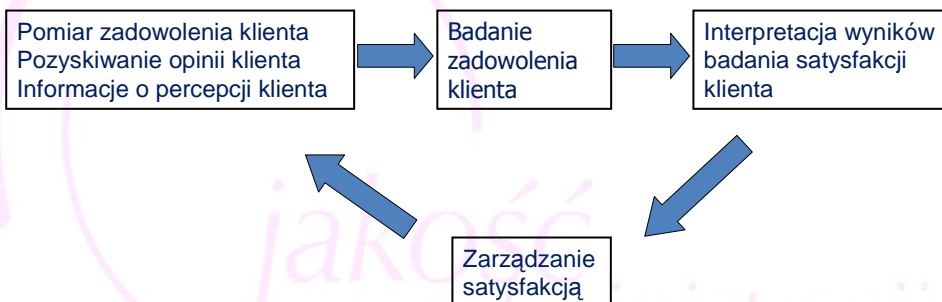 Pomiar zadowolenia klienta
Pozyskiwanie opinii klienta
Informacje o percepcji klienta
Badanie
zadowolenia
klienta
Interpretacja wyników
badania satysfakcji
klienta
jakość
Zarządzanie
satysfakcją